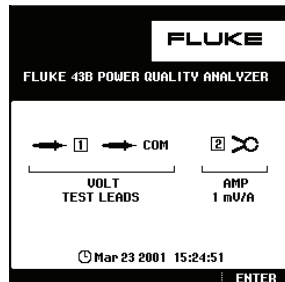 FLUKE
FLUKE 43B POWER QUALITY ANALYZER
1 COM 2
VOLT AMP
TEST LEADS 1 mV/A
Mar 23 2001 15:24:51
ENTER